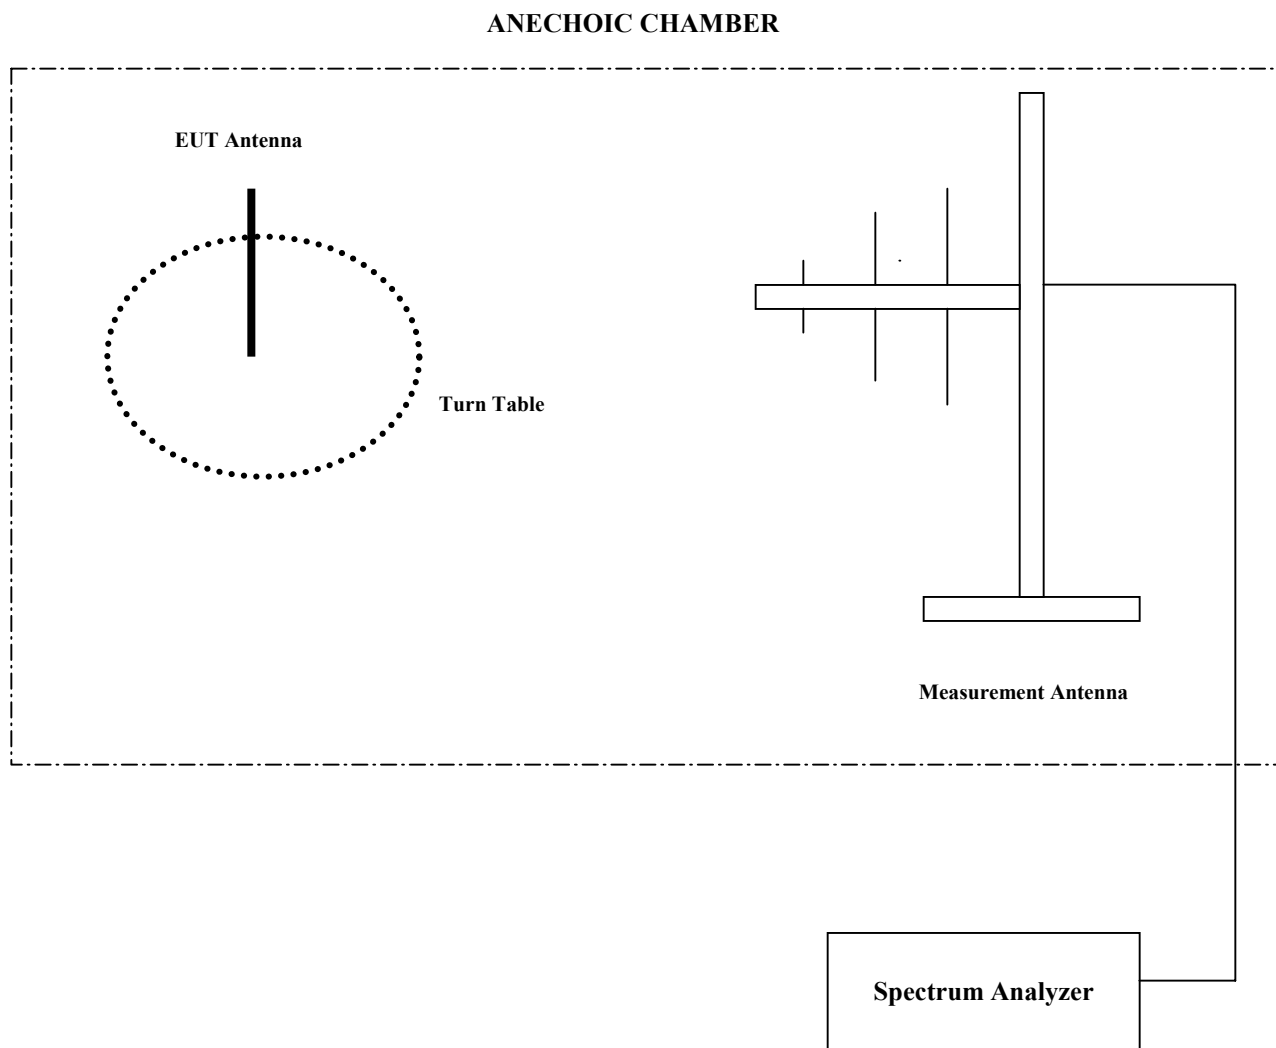 ANECHOIC CHAMBER
EUT Antenna
Turn Table
Measurement Antenna
Spectrum Analyzer